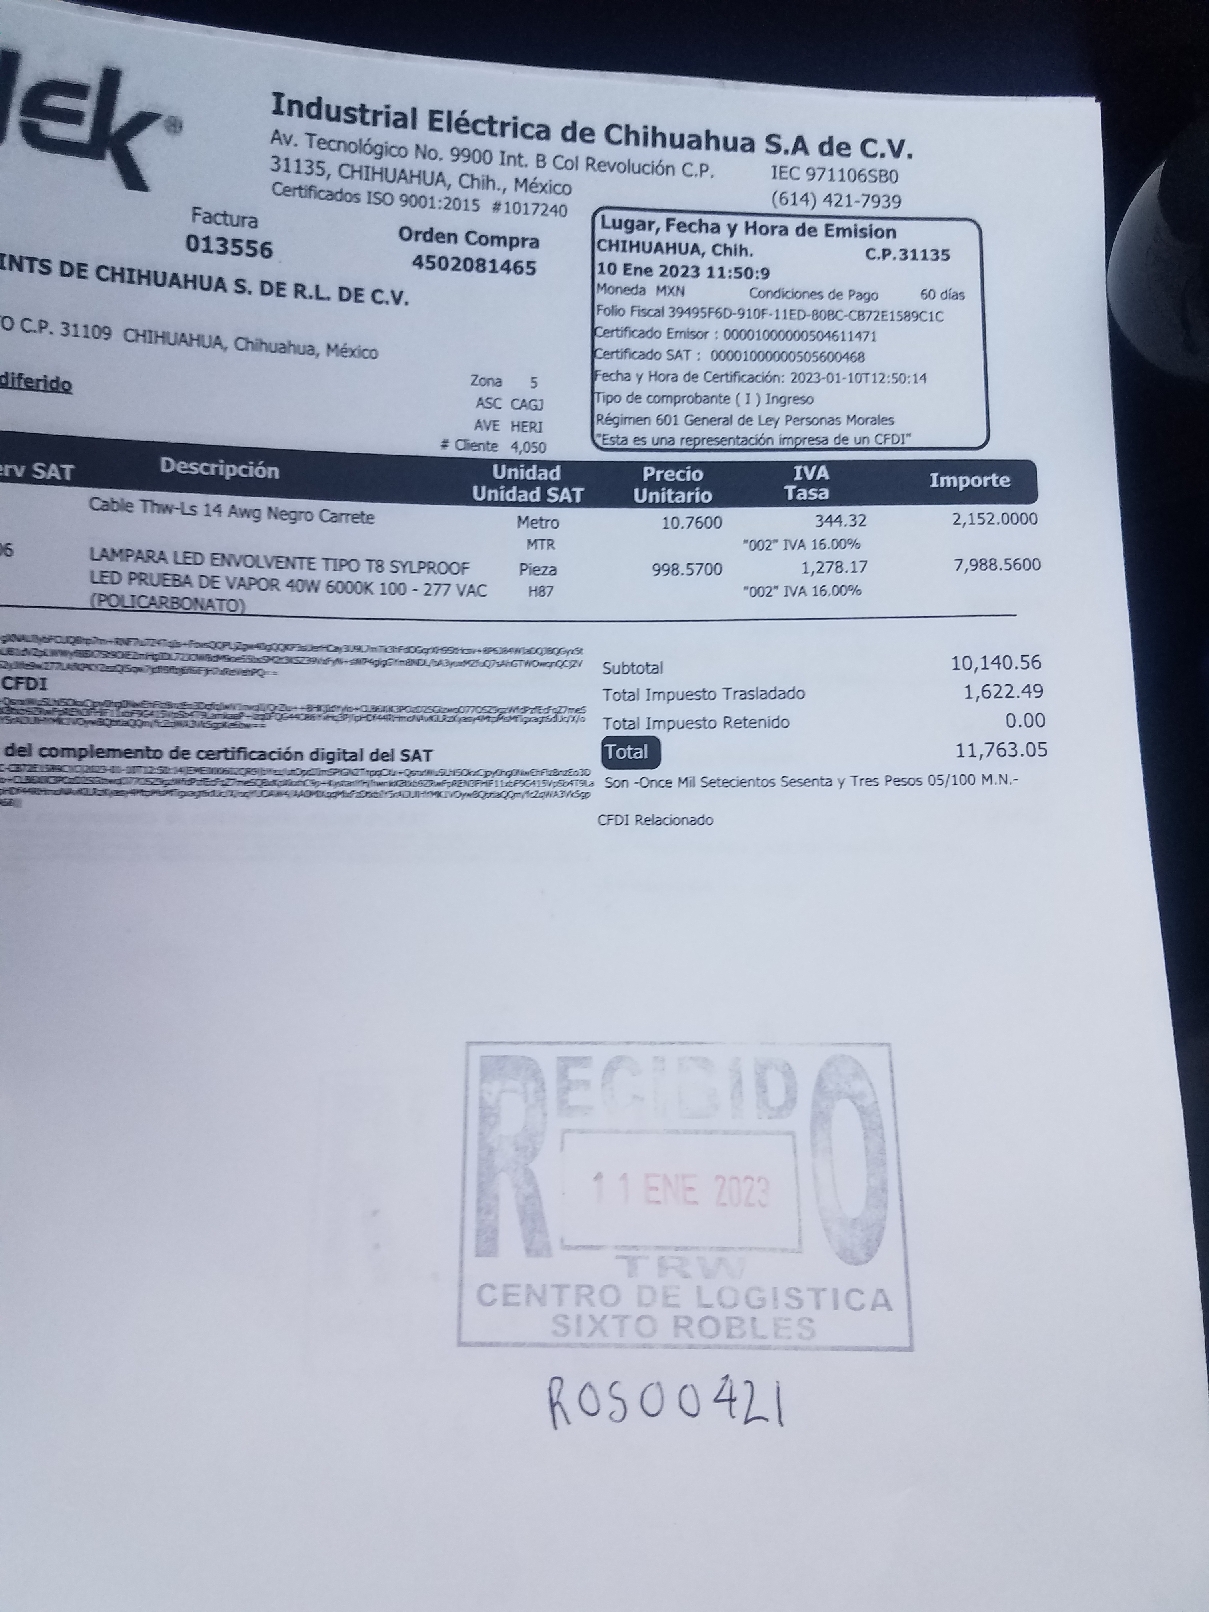 Iek®
Industrial Eléctrica de Chihuahua S.A de C.V.
Av. Tecnológico No. 9900 Int. B Col Revolución C.P.
31135, CHIHUAHUA, Chih., México
Certificados ISO 9001:2015 #1017240
IEC 971106SB0
(614) 421-7939
Factura
013556
Orden Compra
4502081465
INTS DE CHIHUAHUA S. DE R.L. DE C.V.
O C.P. 31109 CHIHUAHUA, Chihuahua, México
diferido
Zona 5
ASC CAGJ
AVE HERI
# Cliente 4,050
Lugar, Fecha y Hora de Emision
CHIHUAHUA, Chih. C.P.31135
10 Ene 2023 11:50:9
Moneda MXN Condiciones de Pago 60 días
Folio Fiscal 39495F6D-910F-11ED-80BC-CB72E1589C1C
Certificado Emisor : 00001000000504611471
Certificado SAT : 00001000000505600468
Fecha y Hora de Certificación: 2023-01-10T12:50:14
Tipo de comprobante ( I ) Ingreso
Régimen 601 General de Ley Personas Morales
"Esta es una representación impresa de un CFDI"
erv SAT Descripción Unidad Unidad SAT Precio Unitario IVA Tasa Importe
Cable Thw-Ls 14 Awg Negro Carrete Metro 10.7600 344.32 2,152.0000
MTR "002" IVA 16.00%
06 LAMPARA LED ENVOLVENTE TIPO T8 SYLPROOF Pieza 998.5700 1,278.17 7,988.5600
LED PRUEBA DE VAPOR 40W 6000K 100 - 277 VAC H87 "002" IVA 16.00%
(POLICARBONATO)
CFDI
del complemento de certificación digital del SAT
Subtotal 10,140.56
Total Impuesto Trasladado 1,622.49
Total Impuesto Retenido 0.00
Total 11,763.05
Son -Once Mil Setecientos Sesenta y Tres Pesos 05/100 M.N.-
CFDI Relacionado
RECIBIDO
11 ENE 2023
TRW
CENTRO DE LOGISTICA
SIXTO ROBLES
ROS00421